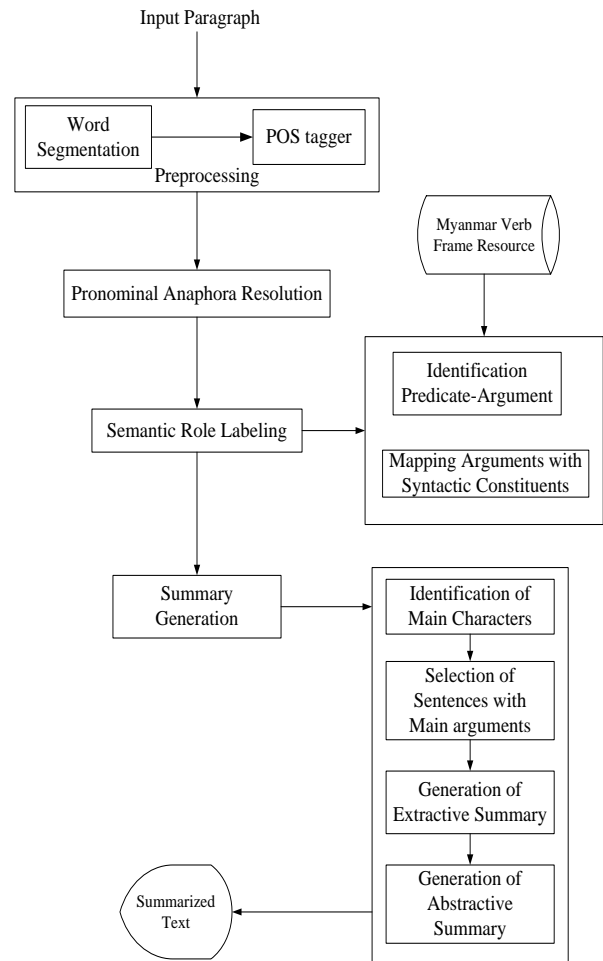 Input Paragraph
Word
Segmentation
POS tagger
Preprocessing
Myanmar Verb
Frame Resource
Pronominal Anaphora Resolution
Identification
Predicate-Argument
Semantic Role Labeling
Mapping Arguments with
Syntactic Constituents
Summary
Generation
Identification of
Main Characters
Selection of
Sentences with
Main arguments
Generation of
Extractive Summary
Generation of
Abstractive
Summary
Summarized
Text